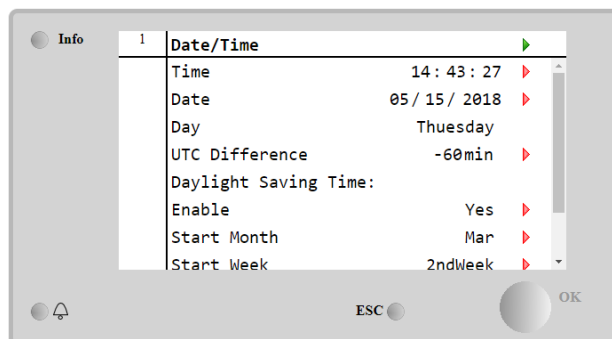 Info
1 Date/Time
Time 14:43:27
Date 05/15/2018
Day Thuesday
UTC Difference -60min
Daylight Saving Time:
Enable Yes
Start Month Mar
Start Week 2ndWeek
ESC
OK